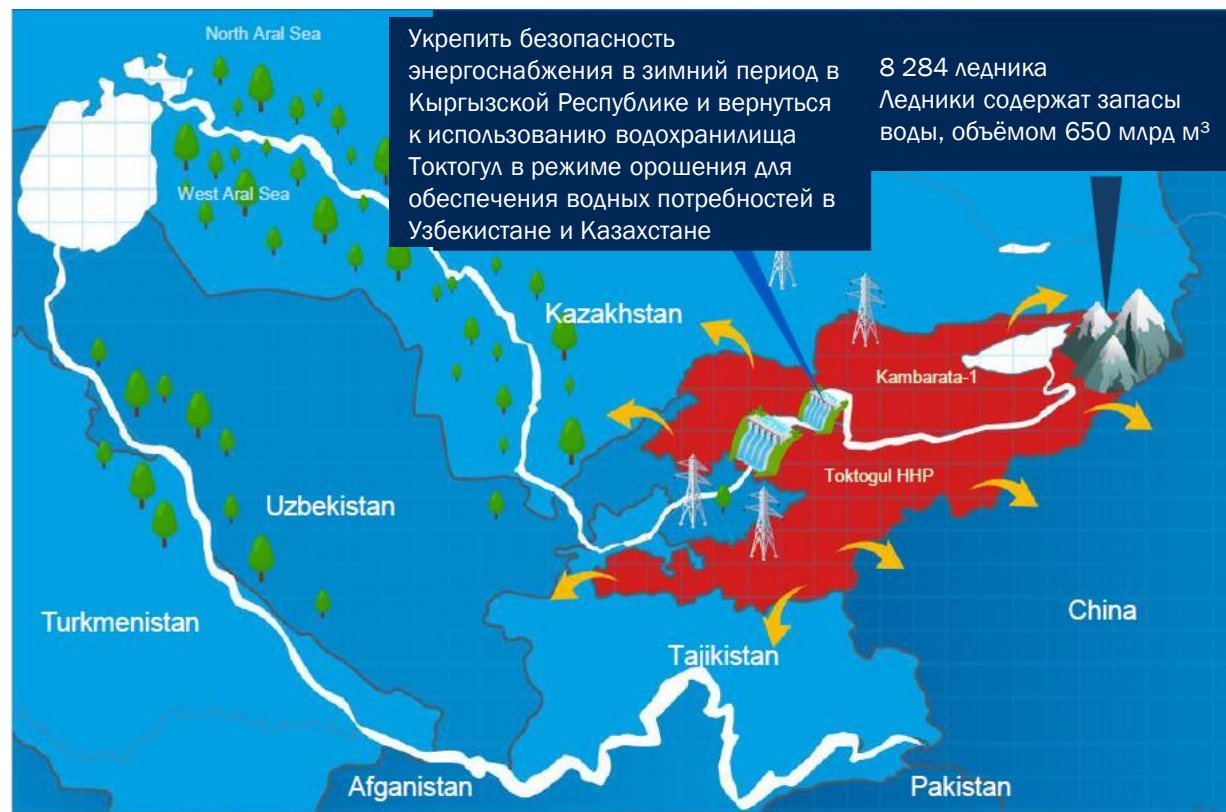 North Aral Sea
Укрепить безопасность
энергоснабжения в зимний период в
Кыргызской Республике и вернуться
к использованию водохранилища
Токтогул в режиме орошения для
обеспечения водных потребностей в
Узбекистане и Казахстане
8 284 ледника
Ледники содержат запасы
воды, объёмом 650 млрд м³
West Aral Sea
Kazakhstan
Kambarata-1
Toktogul HHP
Uzbekistan
Turkmenistan
China
Tajikistan
Afganistan
Pakistan